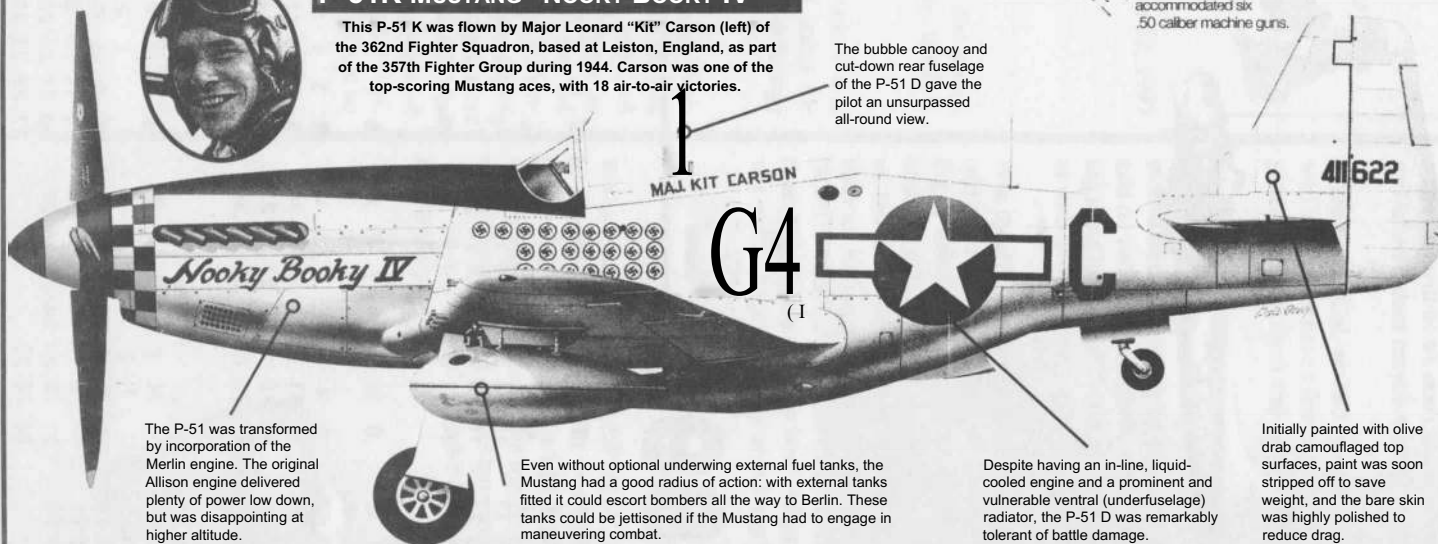 This P-51 K was flown by Major Leonard “Kit” Carson (left) of
the 362nd Fighter Squadron, based at Leiston, England, as part
of the 357th Fighter Group during 1944. Carson was one of the
top-scoring Mustang aces, with 18 air-to-air victories.
accommodated six
.50 caliber machine guns.
The bubble canooy and
cut-down rear fuselage
of the P-51 D gave the
pilot an unsurpassed
all-round view.
1
MAJ. KIT CARSON
411622
G4
C
(I
Nooky Booky IV
The P-51 was transformed
by incorporation of the
Merlin engine. The original
Allison engine delivered
plenty of power low down,
but was disappointing at
higher altitude.
Even without optional underwing external fuel tanks, the
Mustang had a good radius of action: with external tanks
fitted it could escort bombers all the way to Berlin. These
tanks could be jettisoned if the Mustang had to engage in
maneuvering combat.
Despite having an in-line, liquid-
cooled engine and a prominent and
vulnerable ventral (underfuselage)
radiator, the P-51 D was remarkably
tolerant of battle damage.
Initially painted with olive
drab camouflaged top
surfaces, paint was soon
stripped off to save
weight, and the bare skin
was highly polished to
reduce drag.